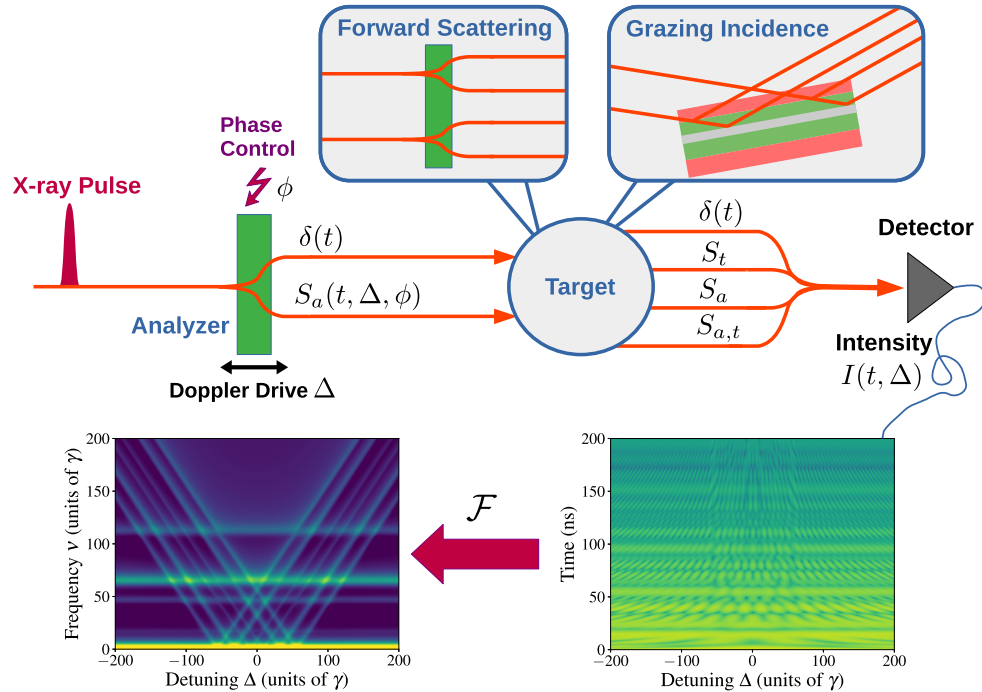 Forward Scattering
Grazing Incidence
Phase
Control
ϕ
X-ray Pulse
δ(t)
S_a(t, Δ, ϕ)
Analyzer
Doppler Drive Δ
Target
δ(t)
S_t
S_a
S_{a,t}
Detector
Intensity
I(t, Δ)
200
150
100
50
0
Frequency ν (units of γ)
−200
−100
0
100
200
Detuning Δ (units of γ)
ℱ
200
150
100
50
0
Time (ns)
−200
−100
0
100
200
Detuning Δ (units of γ)